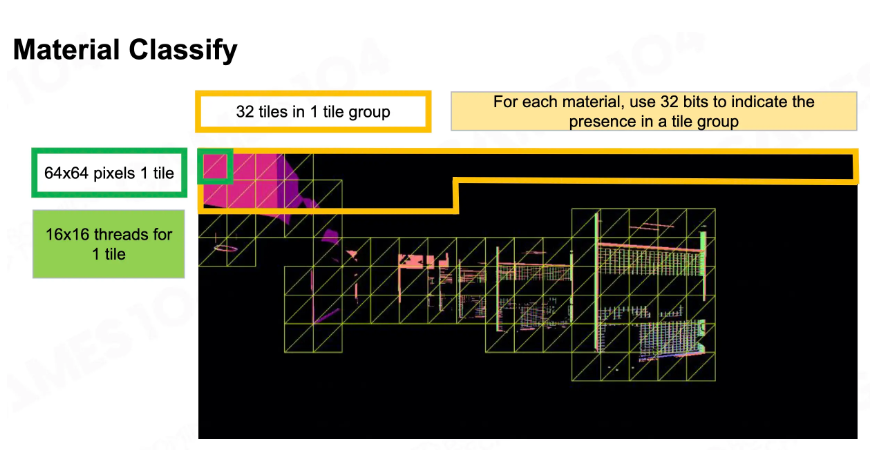 Material Classify
32 tiles in 1 tile group
For each material, use 32 bits to indicate the
presence in a tile group
64x64 pixels 1 tile
16x16 threads for
1 tile